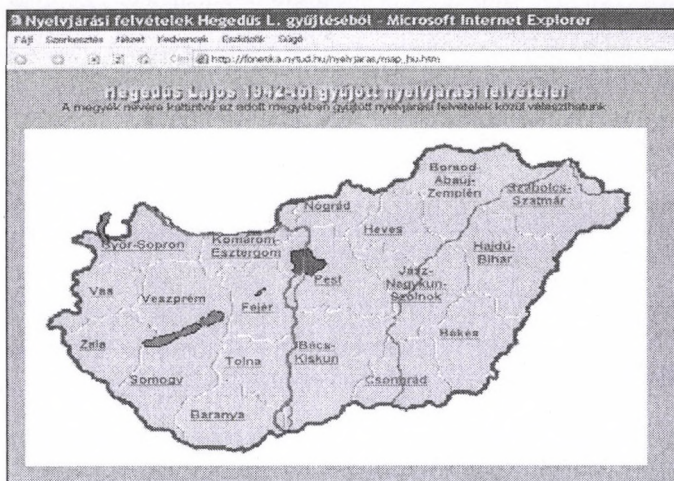 Nyelvjárási felvételek Hegedűs L. gyűjtéséből - Microsoft Internet Explorer
Fájl Szerkesztés Nézet Kedvencek Eszközök Súgó
Cím http://fonetika.nytud.hu/nyelvjaras/map_hu.htm
Hegedűs Lajos 1942-től gyűjtött nyelvjárási felvételei
A megyék nevére kattintva az adott megyében gyűjtött nyelvjárási felvételek közül választhatunk
Borsod-
Abaúj-
Zemplén
Szabolcs-
Szatmár
Nógrád
Heves
Győr-Sopron
Komárom-
Esztergom
Hajdú-
Bihar
Pest
Jász-
Nagykun-
Szolnok
Vas
Veszprém
Fejér
Békés
Zala
Bács-
Kiskun
Tolna
Somogy
Csongrád
Baranya